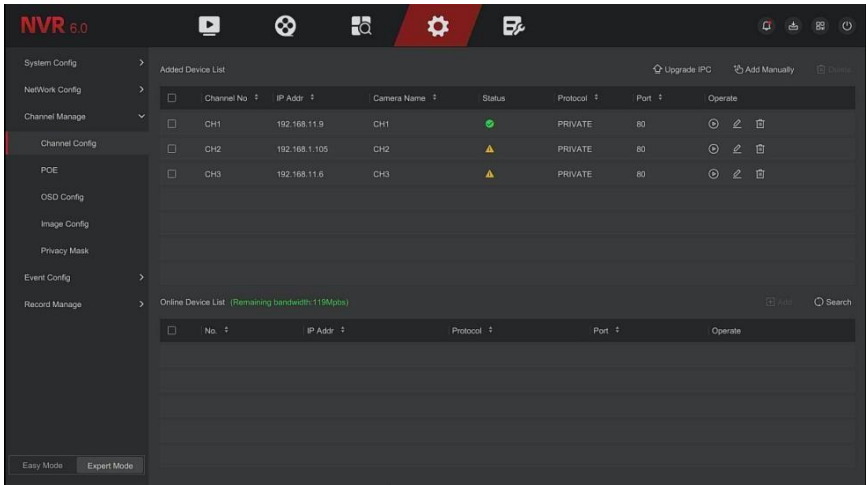 NVR 6.0
System Config
NetWork Config
Channel Manage
Channel Config
POE
OSD Config
Image Config
Privacy Mask
Event Config
Record Manage
Easy Mode Expert Mode
Added Device List Upgrade IPC Add Manually Delete
Channel No IP Addr Camera Name Status Protocol Port Operate
CH1 192.168.11.9 CH1 PRIVATE 80
CH2 192.168.1.105 CH2 PRIVATE 80
CH3 192.168.11.6 CH3 PRIVATE 80
Online Device List (Remaining bandwidth:119Mpbs) Add Search
No. IP Addr Protocol Port Operate